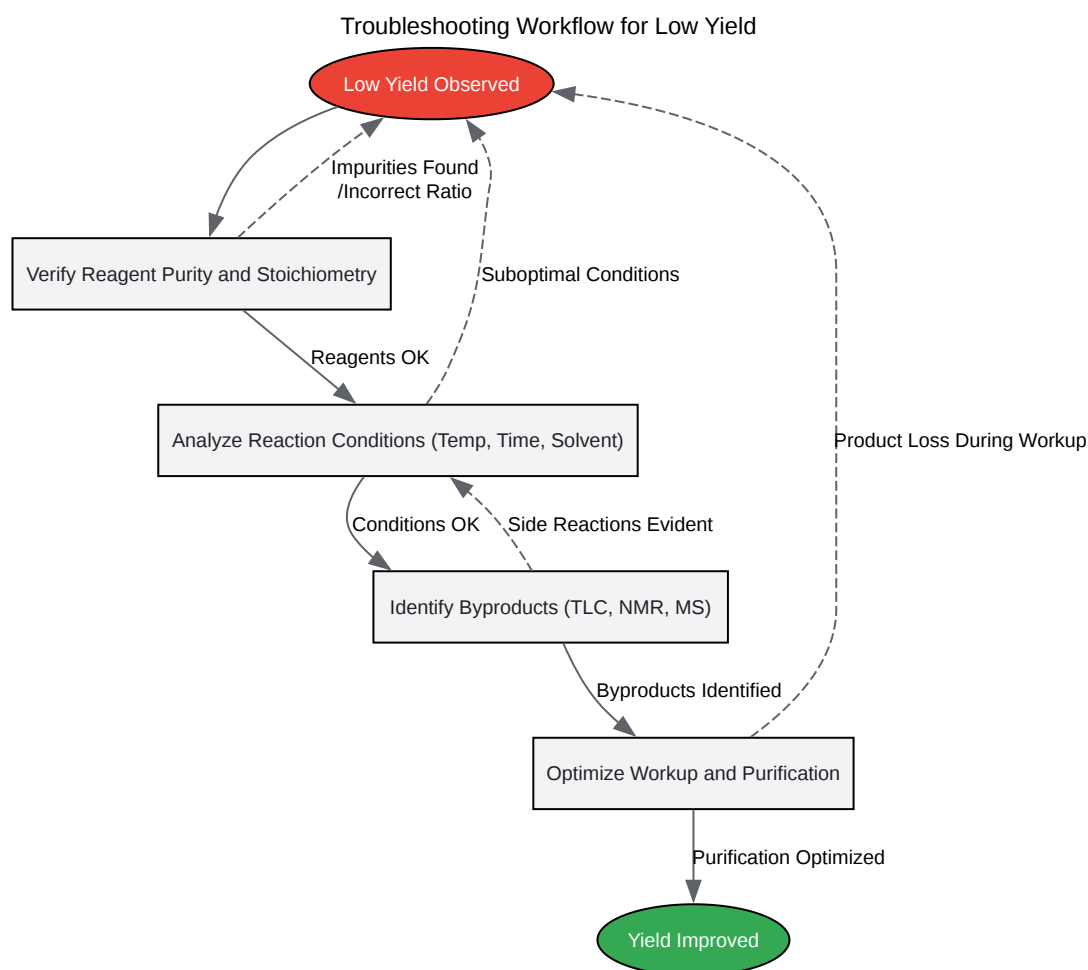 Troubleshooting Workflow for Low Yield
Low Yield Observed
Impurities Found
/Incorrect Ratio
Verify Reagent Purity and Stoichiometry
Suboptimal Conditions
Reagents OK
Analyze Reaction Conditions (Temp, Time, Solvent)
Product Loss During Workup
Conditions OK
Side Reactions Evident
Identify Byproducts (TLC, NMR, MS)
Byproducts Identified
Optimize Workup and Purification
Purification Optimized
Yield Improved